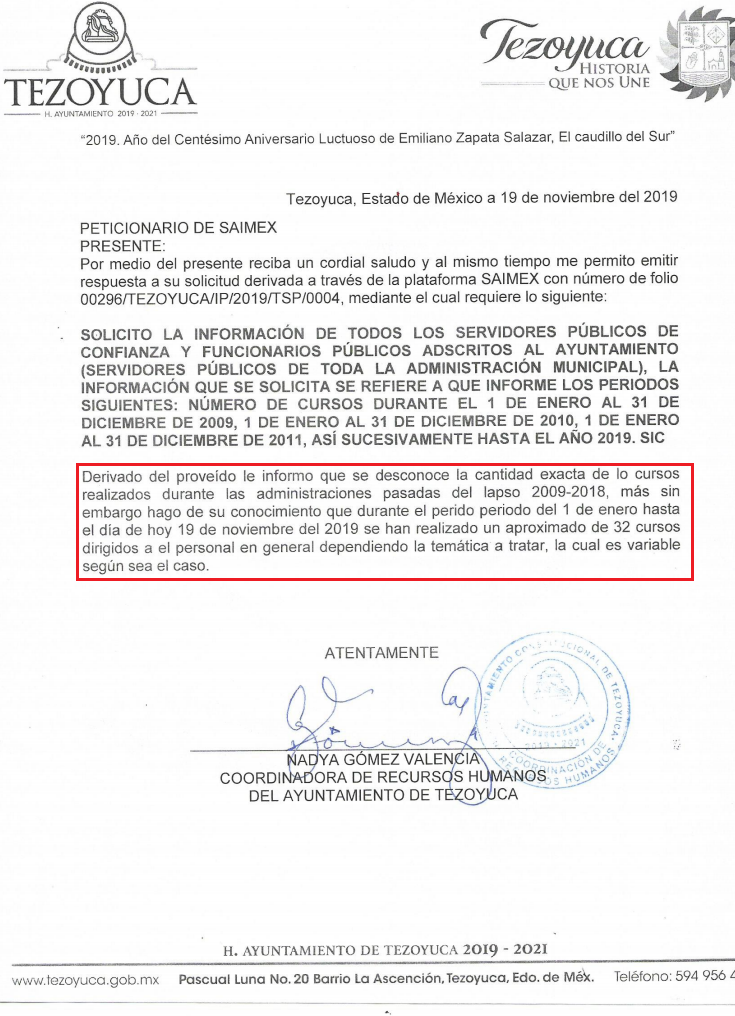 TEZOYUCA
H. AYUNTAMIENTO 2019 - 2021
Tezoyuca
HISTORIA
QUE NOS UNE
"2019. Año del Centésimo Aniversario Luctuoso de Emiliano Zapata Salazar, El caudillo del Sur"
Tezoyuca, Estado de México a 19 de noviembre del 2019
PETICIONARIO DE SAIMEX
PRESENTE:
Por medio del presente reciba un cordial saludo y al mismo tiempo me permito emitir
respuesta a su solicitud derivada a través de la plataforma SAIMEX con número de folio
00296/TEZOYUCA/IP/2019/TSP/0004, mediante el cual requiere lo siguiente:
SOLICITO LA INFORMACIÓN DE TODOS LOS SERVIDORES PÚBLICOS DE
CONFIANZA Y FUNCIONARIOS PÚBLICOS ADSCRITOS AL AYUNTAMIENTO
(SERVIDORES PÚBLICOS DE TODA LA ADMINISTRACIÓN MUNICIPAL), LA
INFORMACIÓN QUE SE SOLICITA SE REFIERE A QUE INFORME LOS PERIODOS
SIGUIENTES: NÚMERO DE CURSOS DURANTE EL 1 DE ENERO AL 31 DE
DICIEMBRE DE 2009, 1 DE ENERO AL 31 DE DICIEMBRE DE 2010, 1 DE ENERO
AL 31 DE DICIEMBRE DE 2011, ASÍ SUCESIVAMENTE HASTA EL AÑO 2019. SIC
Derivado del proveído le informo que se desconoce la cantidad exacta de lo cursos
realizados durante las administraciones pasadas del lapso 2009-2018, más sin
embargo hago de su conocimiento que durante el perido periodo del 1 de enero hasta
el día de hoy 19 de noviembre del 2019 se han realizado un aproximado de 32 cursos
dirigidos a el personal en general dependiendo la temática a tratar, la cual es variable
según sea el caso.
ATENTAMENTE
AYUNTAMIENTO CONSTITUCIONAL DE TEZOYUCA.
2019 - 2021
COORDINACIÓN DE
RECURSOS HUMANOS
NADYA GÓMEZ VALENCIA
COORDINADORA DE RECURSOS HUMANOS
DEL AYUNTAMIENTO DE TEZOYUCA
H. AYUNTAMIENTO DE TEZOYUCA 2019 - 2021
www.tezoyuca.gob.mx Pascual Luna No. 20 Barrio La Ascención, Tezoyuca, Edo. de Méx. Teléfono: 594 956 4